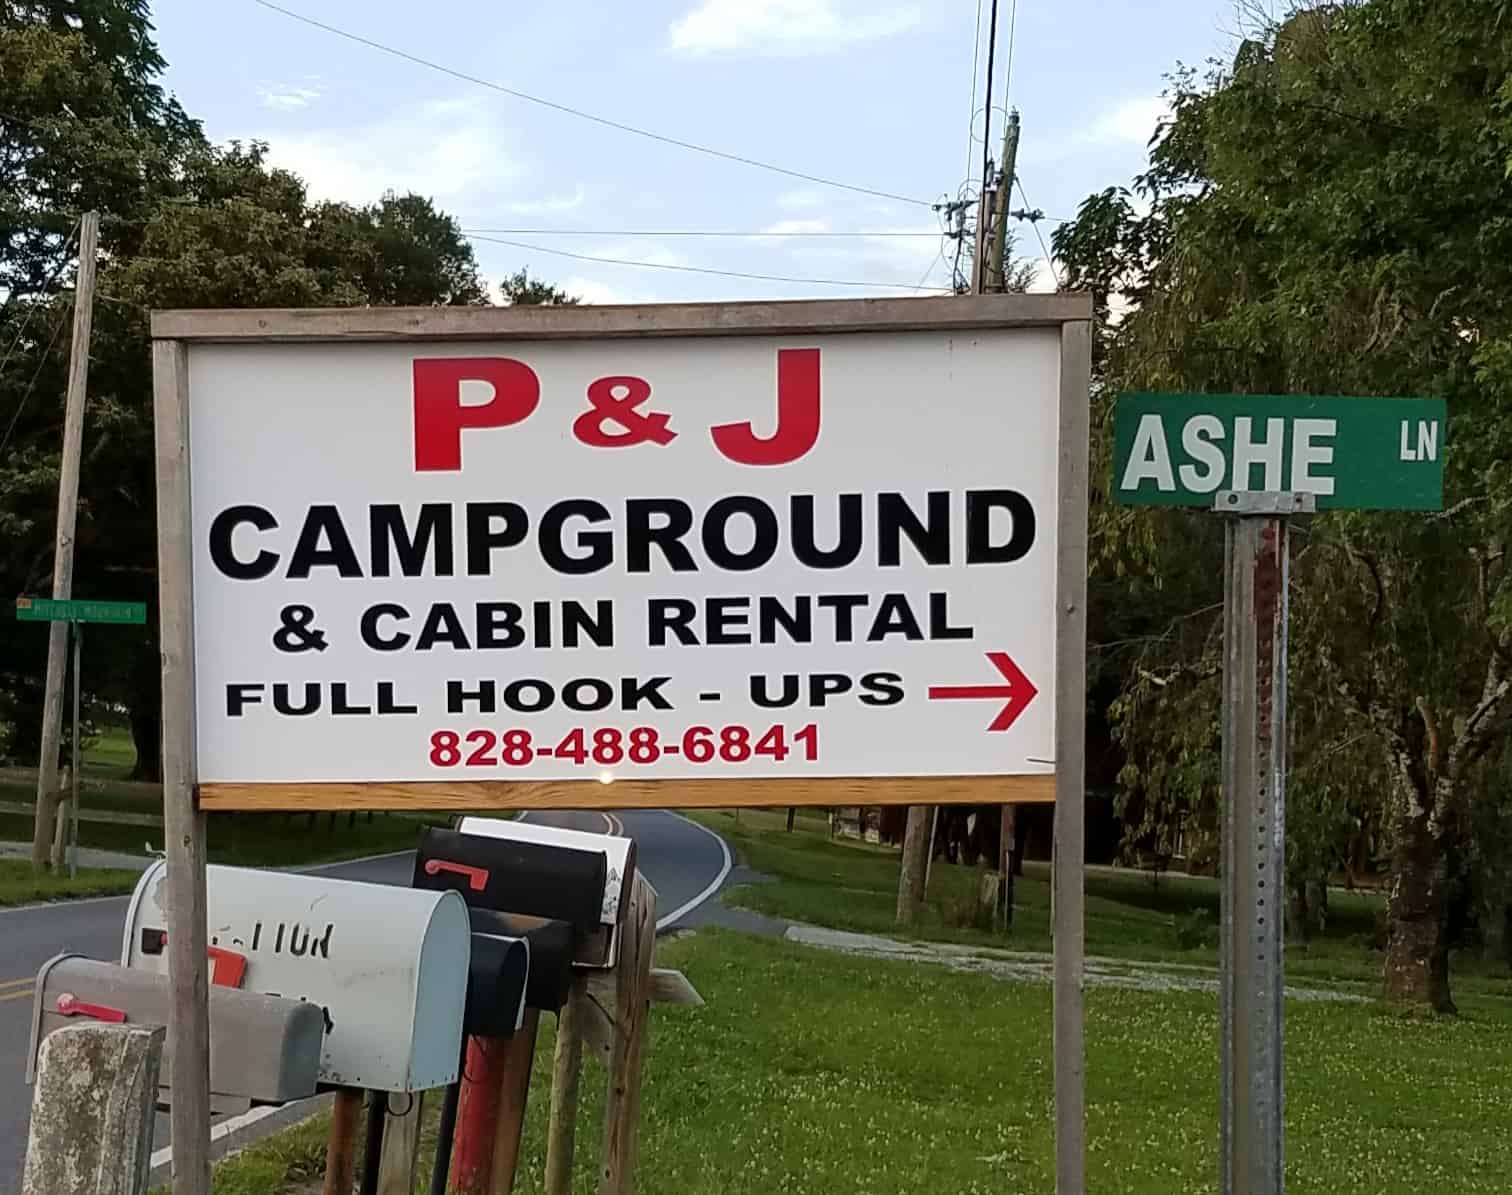 P & J
CAMPGROUND
& CABIN RENTAL
FULL HOOK - UPS
828-488-6841
ASHE LN